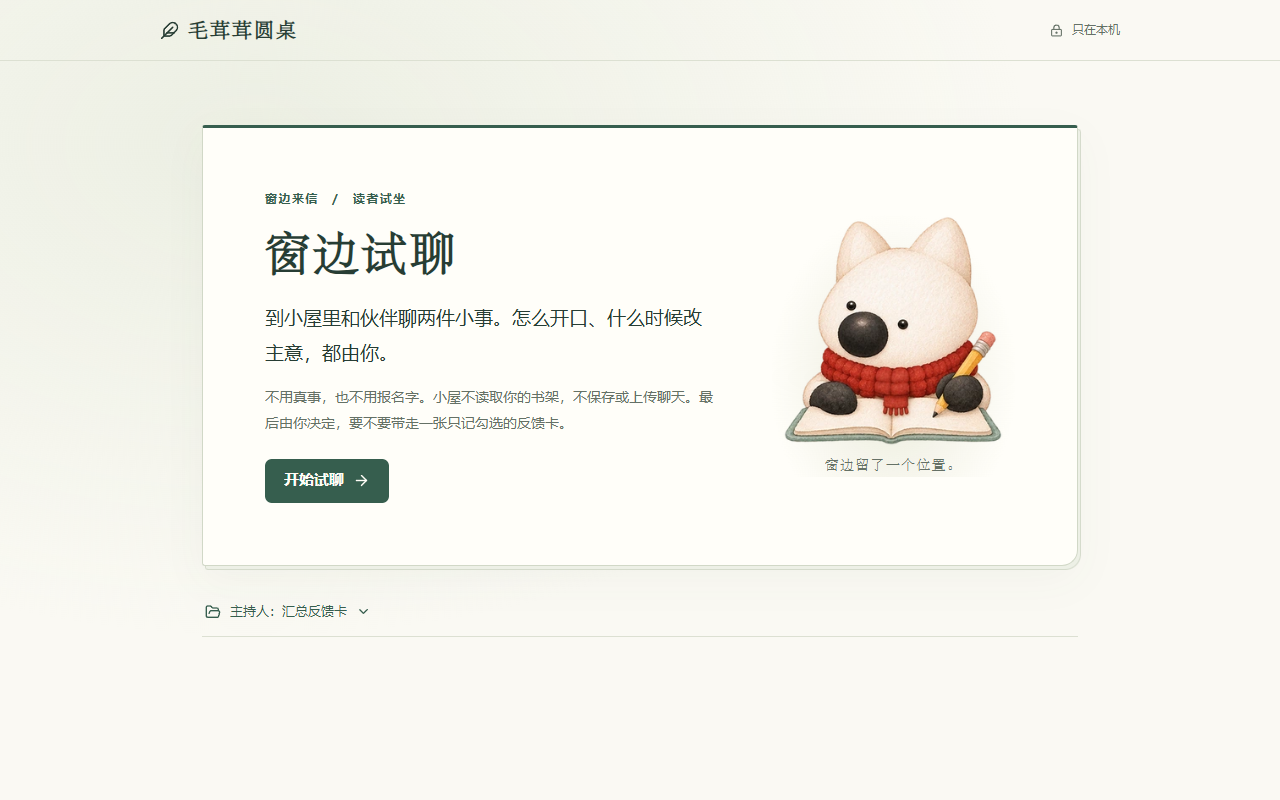 毛茸茸圆桌
只在本机
窗边来信 / 读者试坐
窗边试聊
到小屋里和伙伴聊两件小事。怎么开口、什么时候改
主意，都由你。
不用真事，也不用报名字。小屋不读取你的书架，不保存或上传聊天。最
后由你决定，要不要带走一张只记勾选的反馈卡。
开始试聊
窗边留了一个位置。
主持人：汇总反馈卡